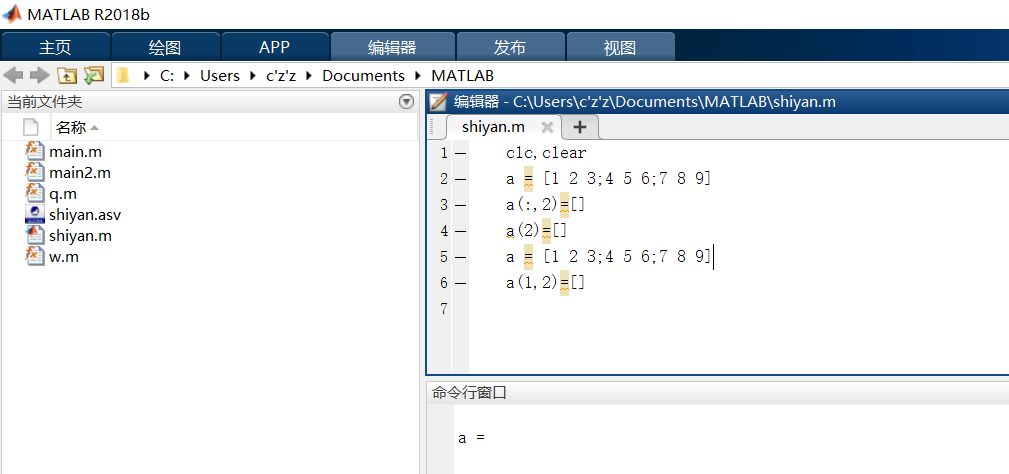 MATLAB R2018b
主页 绘图 APP 编辑器 发布 视图
C: Users c'z'z Documents MATLAB
当前文件夹
名称
main.m
main2.m
q.m
shiyan.asv
shiyan.m
w.m
编辑器 - C:\Users\c'z'z\Documents\MATLAB\shiyan.m
shiyan.m
1 clc,clear
2 a = [1 2 3;4 5 6;7 8 9]
3 a(:,2)=[]
4 a(2)=[]
5 a = [1 2 3;4 5 6;7 8 9]
6 a(1,2)=[]
7
命令行窗口
a =